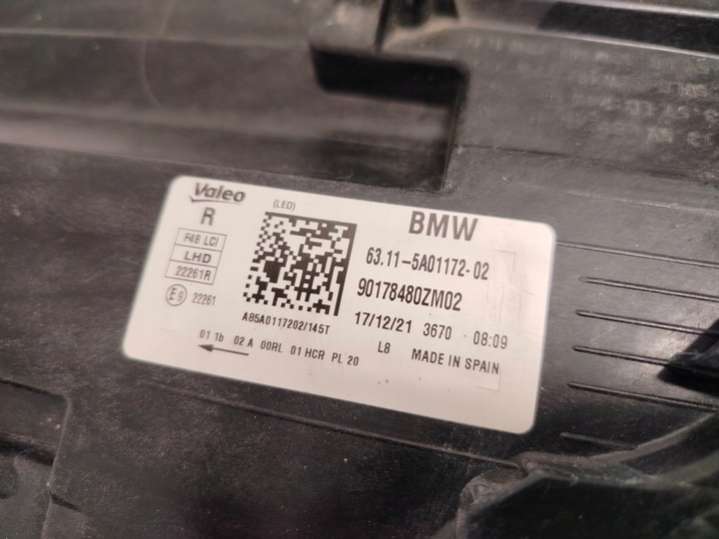 Valeo
R
(LED)
BMW
F48 LCI
LHD
22261R
63.11-5A01172-02
90178480ZM02
E9 22261
AB5A0117202/145T
17/12/21 3670 08:09
01 1b 02 A 00RL 01 HCR PL 20
L8 MADE IN SPAIN